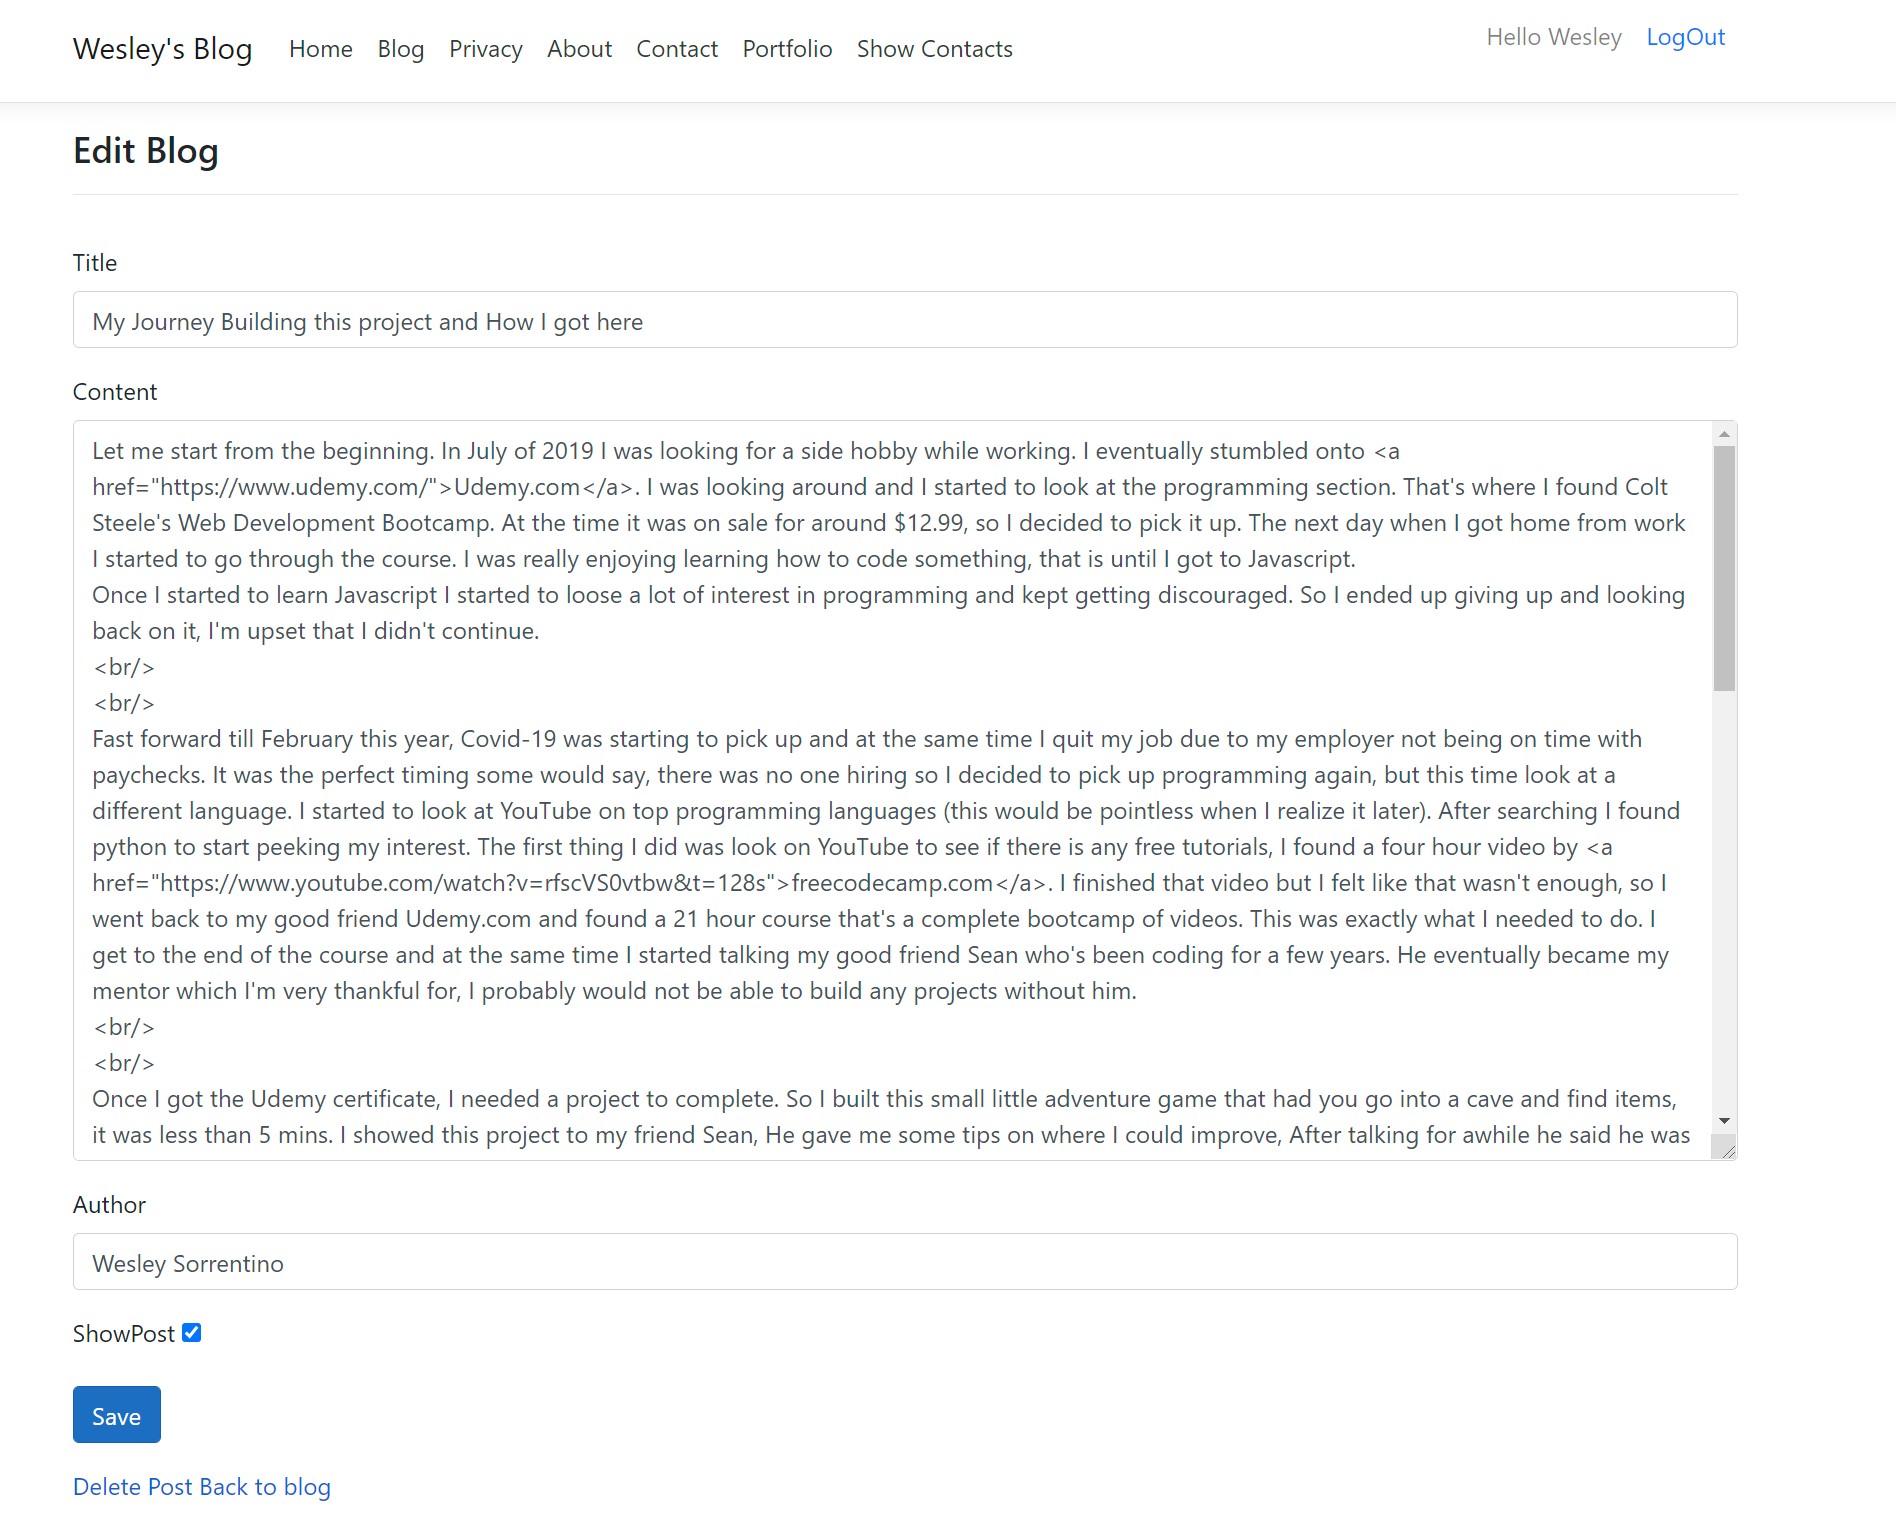 Wesley's Blog Home Blog Privacy About Contact Portfolio Show Contacts Hello Wesley LogOut
Edit Blog
Title
My Journey Building this project and How I got here
Content
Let me start from the beginning. In July of 2019 I was looking for a side hobby while working. I eventually stumbled onto <a
href="https://www.udemy.com/">Udemy.com</a>. I was looking around and I started to look at the programming section. That's where I found Colt
Steele's Web Development Bootcamp. At the time it was on sale for around $12.99, so I decided to pick it up. The next day when I got home from work
I started to go through the course. I was really enjoying learning how to code something, that is until I got to Javascript.
Once I started to learn Javascript I started to loose a lot of interest in programming and kept getting discouraged. So I ended up giving up and looking
back on it, I'm upset that I didn't continue.
<br/>
<br/>
Fast forward till February this year, Covid-19 was starting to pick up and at the same time I quit my job due to my employer not being on time with
paychecks. It was the perfect timing some would say, there was no one hiring so I decided to pick up programming again, but this time look at a
different language. I started to look at YouTube on top programming languages (this would be pointless when I realize it later). After searching I found
python to start peeking my interest. The first thing I did was look on YouTube to see if there is any free tutorials, I found a four hour video by <a
href="https://www.youtube.com/watch?v=rfscVS0vtbw&t=128s">freecodecamp.com</a>. I finished that video but I felt like that wasn't enough, so I
went back to my good friend Udemy.com and found a 21 hour course that's a complete bootcamp of videos. This was exactly what I needed to do. I
get to the end of the course and at the same time I started talking my good friend Sean who's been coding for a few years. He eventually became my
mentor which I'm very thankful for, I probably would not be able to build any projects without him.
<br/>
<br/>
Once I got the Udemy certificate, I needed a project to complete. So I built this small little adventure game that had you go into a cave and find items,
it was less than 5 mins. I showed this project to my friend Sean, He gave me some tips on where I could improve, After talking for awhile he said he was
Author
Wesley Sorrentino
ShowPost
Save
Delete Post Back to blog